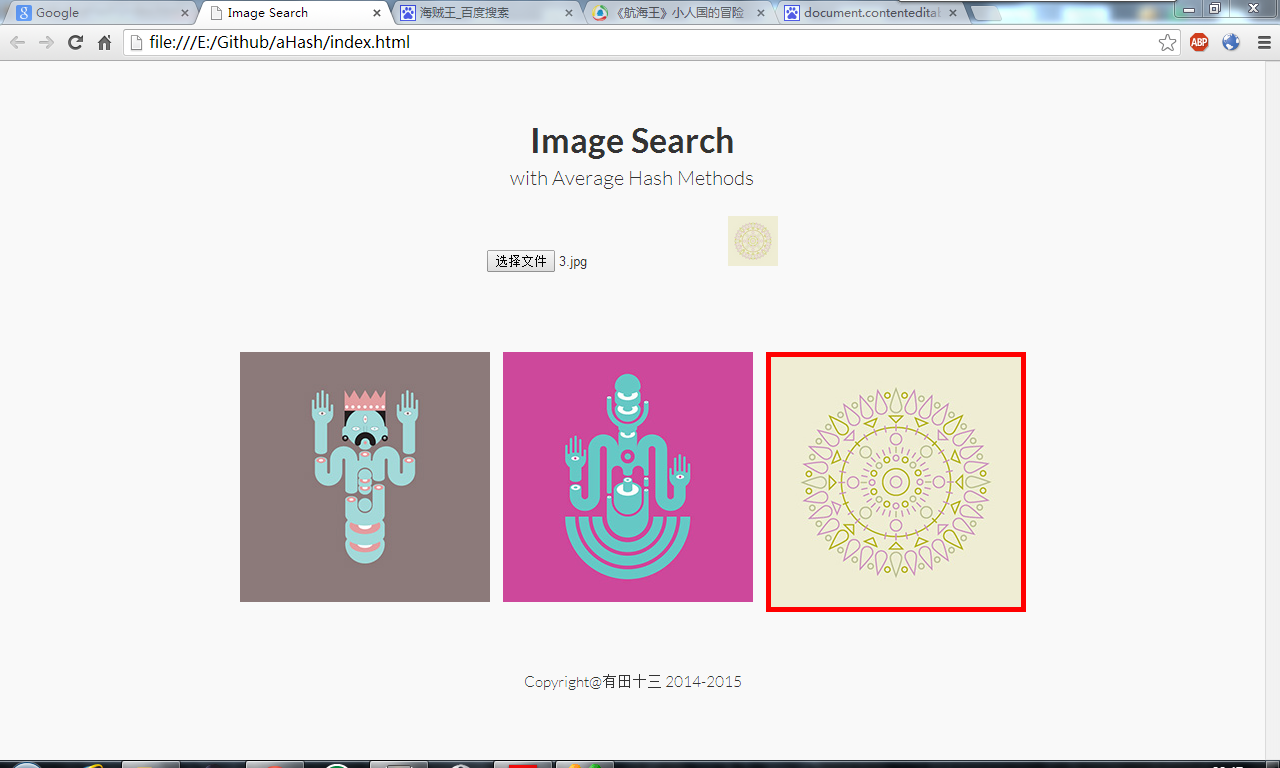 Google
Image Search
海贼王_百度搜索
《航海王》小人国的冒险
document.contenteditabl
file:///E:/Github/aHash/index.html
ABP
Image Search
with Average Hash Methods
选择文件 3.jpg
Copyright@有田十三 2014-2015